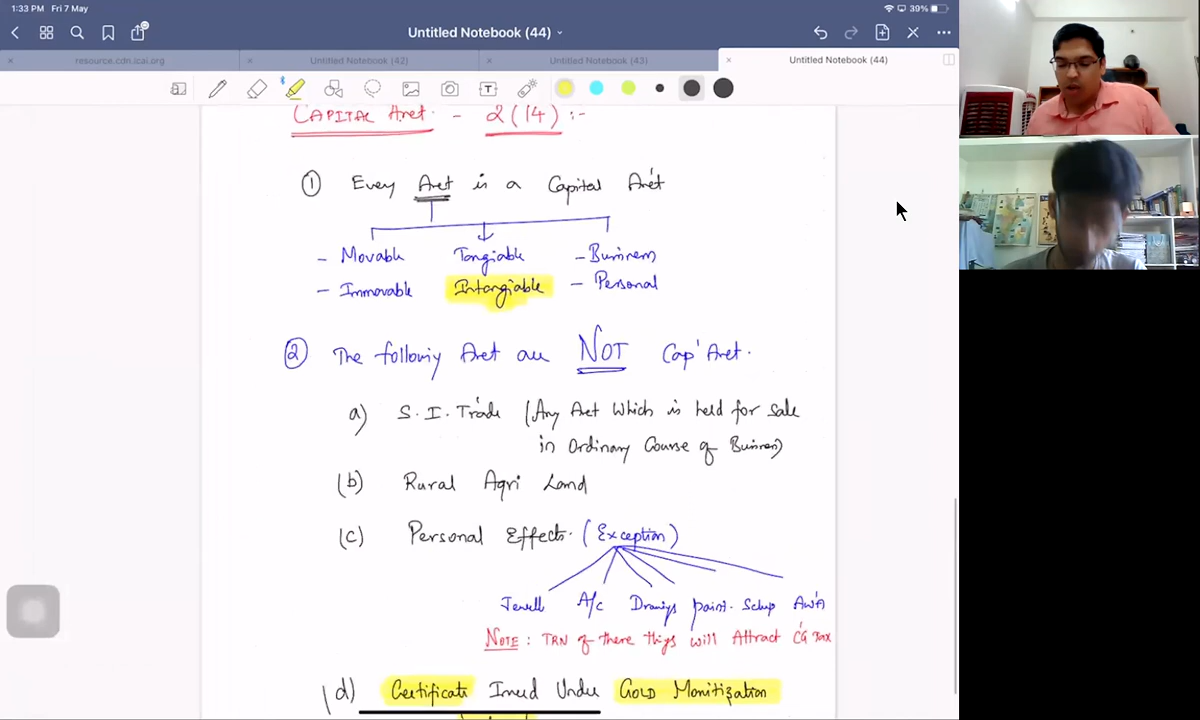 1:33 PM Fri 7 May
39%
Untitled Notebook (44)
resource.cdn.icai.org
Untitled Notebook (42)
Untitled Notebook (43)
Untitled Notebook (44)
CAPITAL Asset - 2(14) :-
① Every Asset is a Capital Asset
- Movable Tangiable - Business
- Immovable Intangiable - Personal
② The following Asset are NOT Cap' Asset.
a) S.I.Trade (Any Asset Which is held for sale
in Ordinary Course of Business)
(b) Rural Agri Land
(c) Personal Effects. (Exception)
Jewell A/c Drawigs paint. Sculp AWA
NOTE : TRN of these thigs will Attract CG Tax
(d) Certificate Issued Under GOLD Monitization